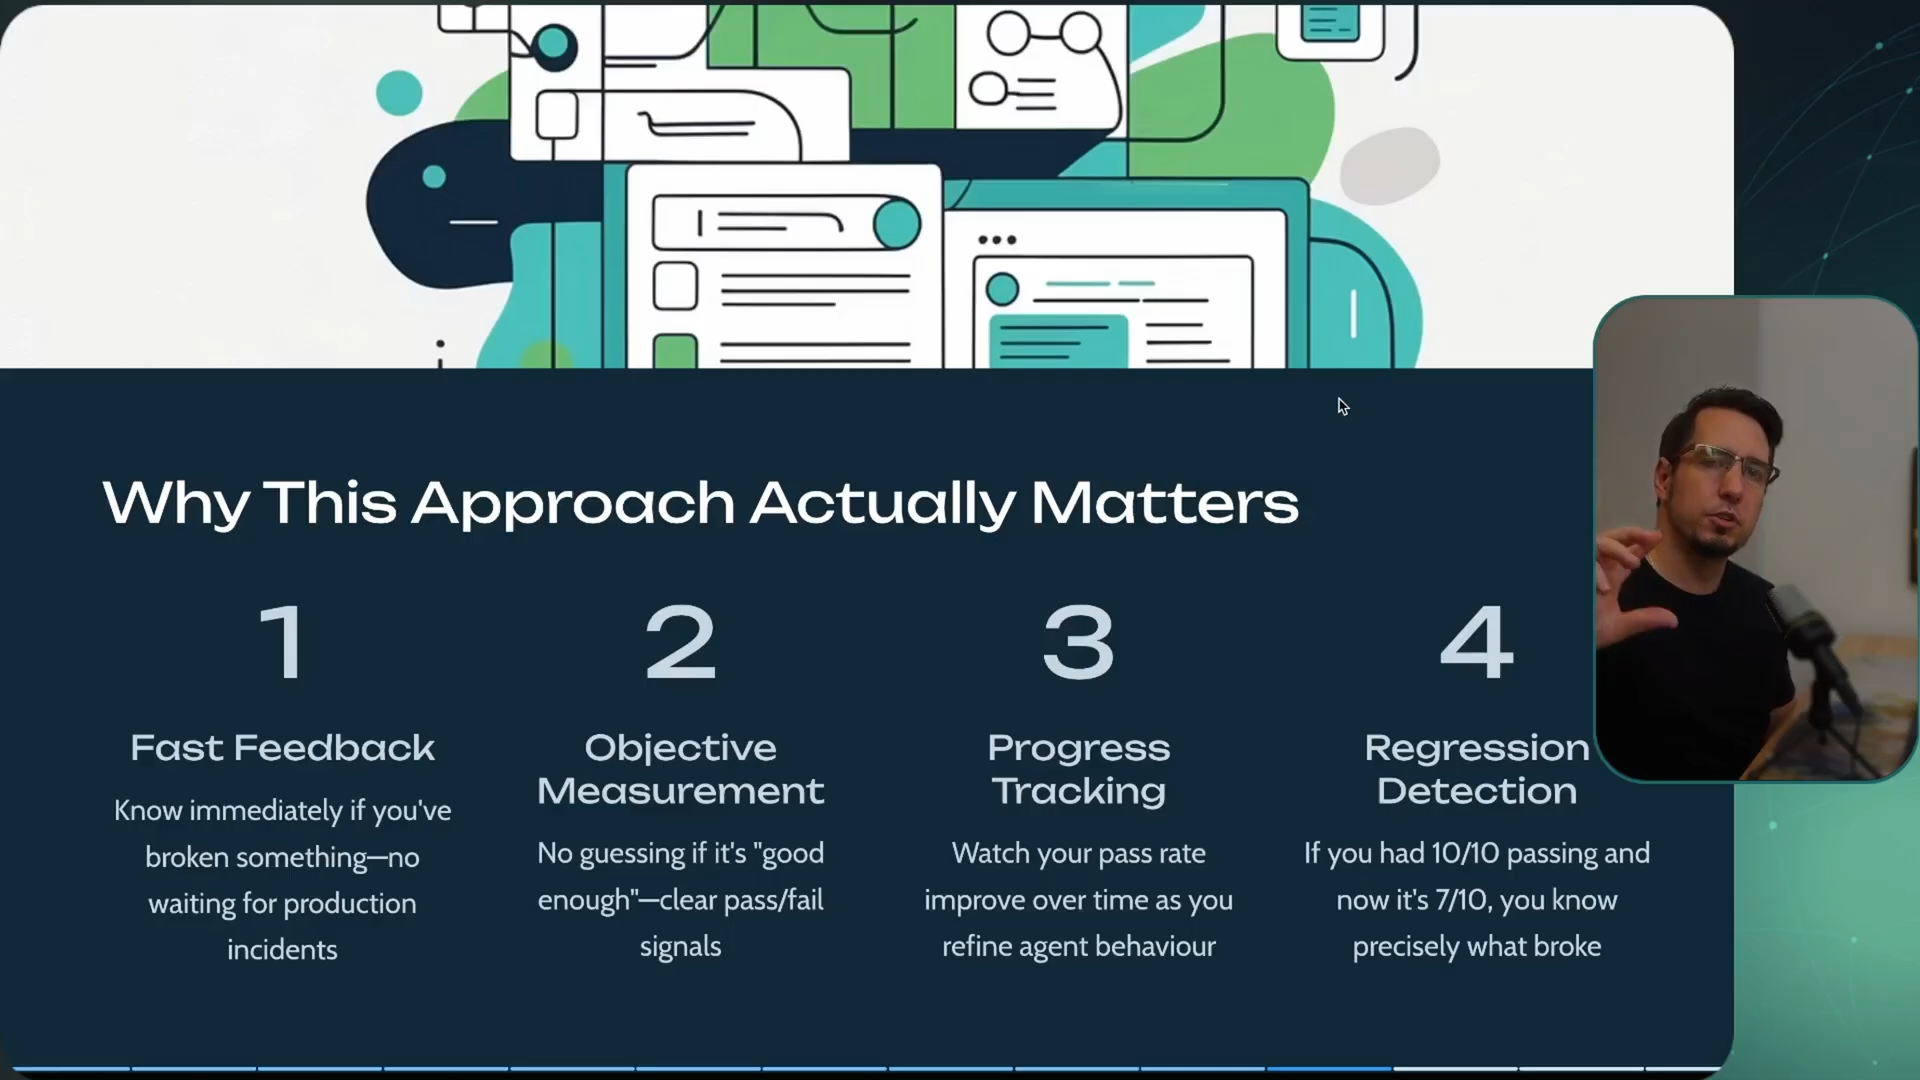 Why This Approach Actually Matters
1
Fast Feedback
Know immediately if you've
broken something—no
waiting for production
incidents
2
Objective
Measurement
No guessing if it's "good
enough"—clear pass/fail
signals
3
Progress
Tracking
Watch your pass rate
improve over time as you
refine agent behaviour
4
Regression
Detection
If you had 10/10 passing and
now it's 7/10, you know
precisely what broke